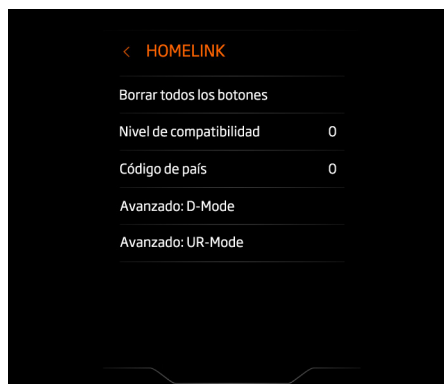 < HOMELINK
Borrar todos los botones
Nivel de compatibilidad 0
Código de país 0
Avanzado: D-Mode
Avanzado: UR-Mode